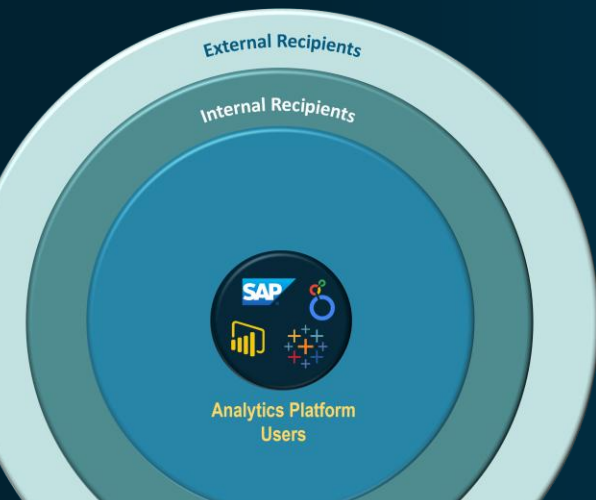 External Recipients
Internal Recipients
SAP
Analytics Platform
Users